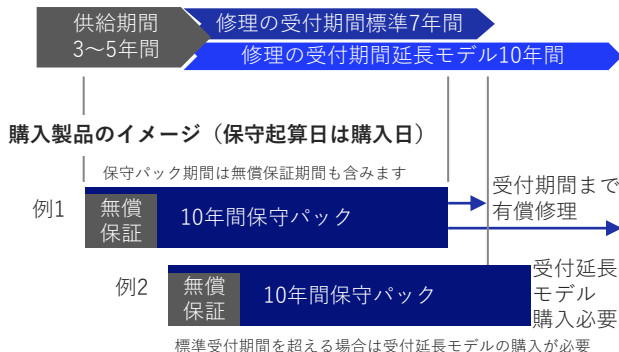 供給期間
3～5年間
修理の受付期間標準7年間
修理の受付期間延長モデル10年間
購入製品のイメージ（保守起算日は購入日）
保守パック期間は無償保証期間も含みます
例1
無償
保証
10年間保守パック
受付期間まで
有償修理
例2
無償
保証
10年間保守パック
受付延長
モデル
購入必要
標準受付期間を超える場合は受付延長モデルの購入が必要